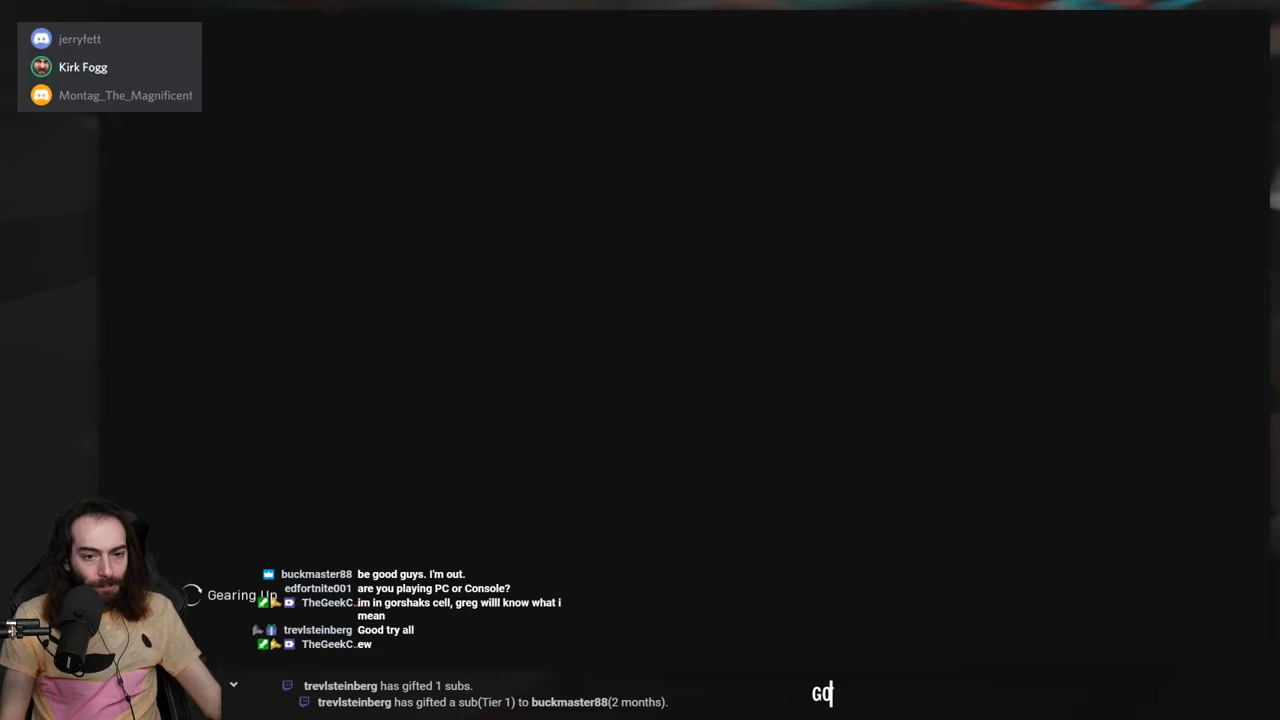 jerryfett
Kirk Fogg
Montag_The_Magnificent
buckmaster88 be good guys. I'm out.
Gearing Up
edfortnite001 are you playing PC or Console?
TheGeekC.. im in gorshaks cell, greg willl know what i
mean
trevlsteinberg Good try all
TheGeekC.. ew
trevlsteinberg has gifted 1 subs.
trevlsteinberg has gifted a sub(Tier 1) to buckmaster88(2 months).